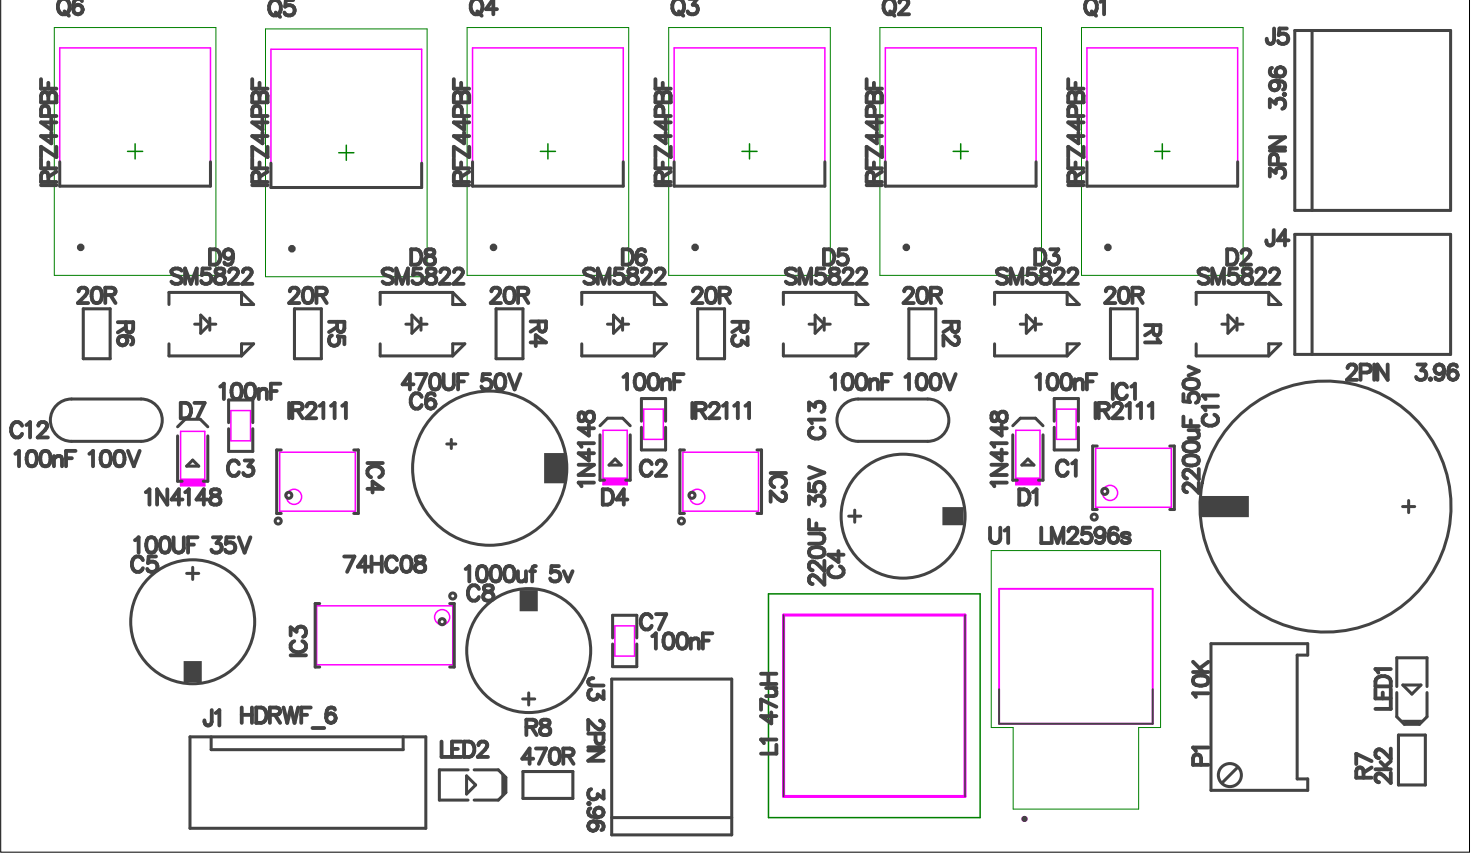 Q6
Q5
Q4
Q3
Q2
Q1
IRFZ44PBF
IRFZ44PBF
IRFZ44PBF
IRFZ44PBF
IRFZ44PBF
IRFZ44PBF
J5
3PIN 3.96
J4
2PIN 3.96
D9
SM5822
D8
SM5822
D6
SM5822
D5
SM5822
D3
SM5822
D2
SM5822
20R
R6
20R
R5
20R
R4
20R
R3
20R
R2
20R
R1
C12
100nF 100V
D7
1N4148
100nF
C3
IR2111
IC4
470UF 50V
C6
1N4148
D4
100nF
C2
IR2111
IC2
100nF 100V
C13
220UF 35V
C4
1N4148
D1
100nF
C1
IC1
IR2111
2200uF 50v
C11
100UF 35V
C5
74HC08
IC3
1000uf 5v
C8
C7
100nF
U1 LM2596s
L1 47uH
J1 HDRWF_6
LED2
R8
470R
J3 2PIN 3.96
P1 10K
LED1
R7
2k2